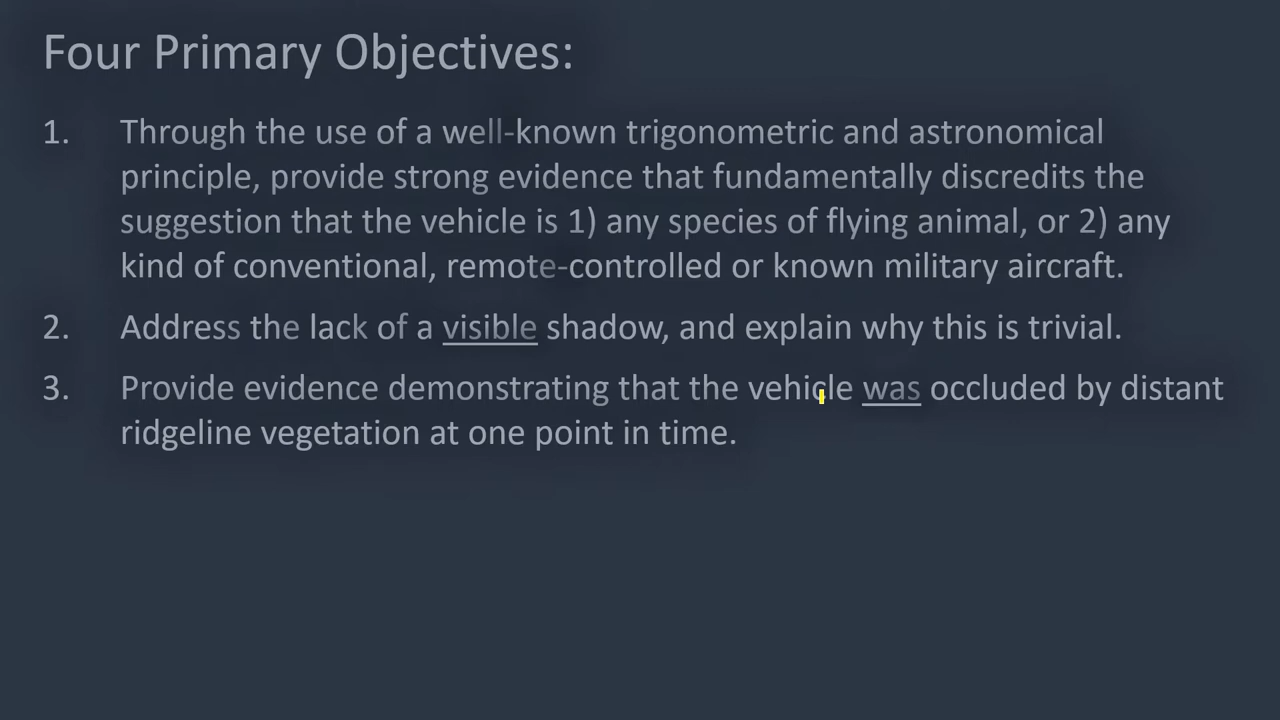 Four Primary Objectives:
1. Through the use of a well-known trigonometric and astronomical
principle, provide strong evidence that fundamentally discredits the
suggestion that the vehicle is 1) any species of flying animal, or 2) any
kind of conventional, remote-controlled or known military aircraft.
2. Address the lack of a visible shadow, and explain why this is trivial.
3. Provide evidence demonstrating that the vehicle was occluded by distant
ridgeline vegetation at one point in time.